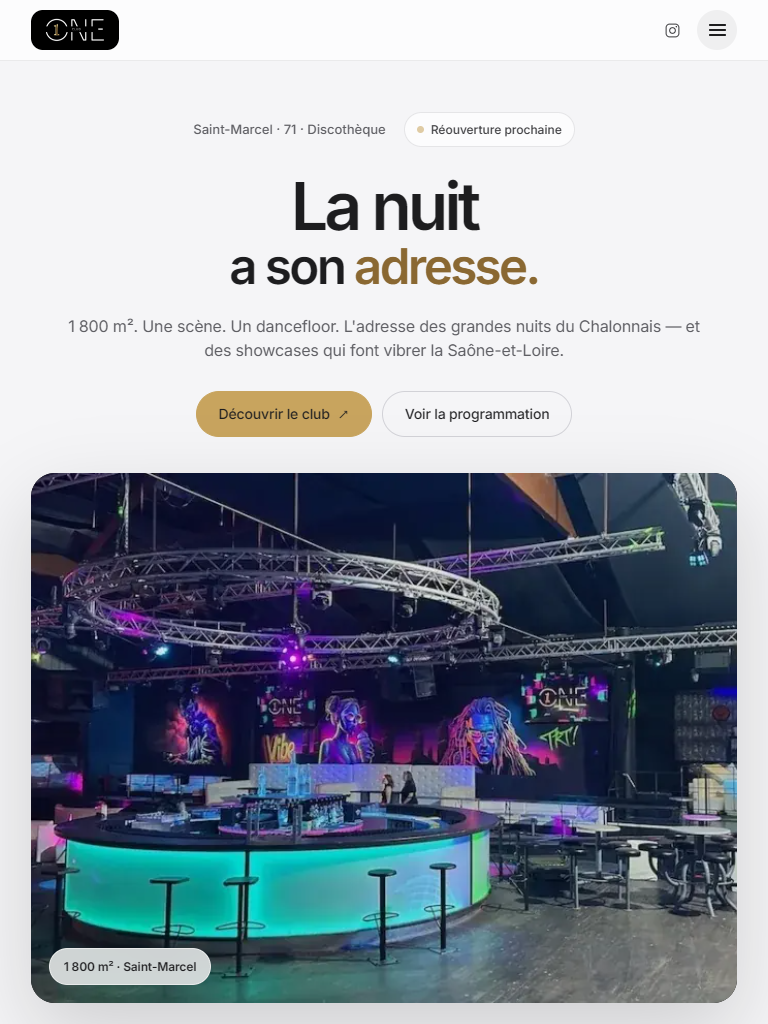 ONE
Saint-Marcel · 71 · Discothèque
Réouverture prochaine
La nuit
a son adresse.
1 800 m². Une scène. Un dancefloor. L'adresse des grandes nuits du Chalonnais — et
des showcases qui font vibrer la Saône-et-Loire.
Découvrir le club ↗
Voir la programmation
ONE
ONE
Vibe
TRT!
1 800 m² · Saint-Marcel